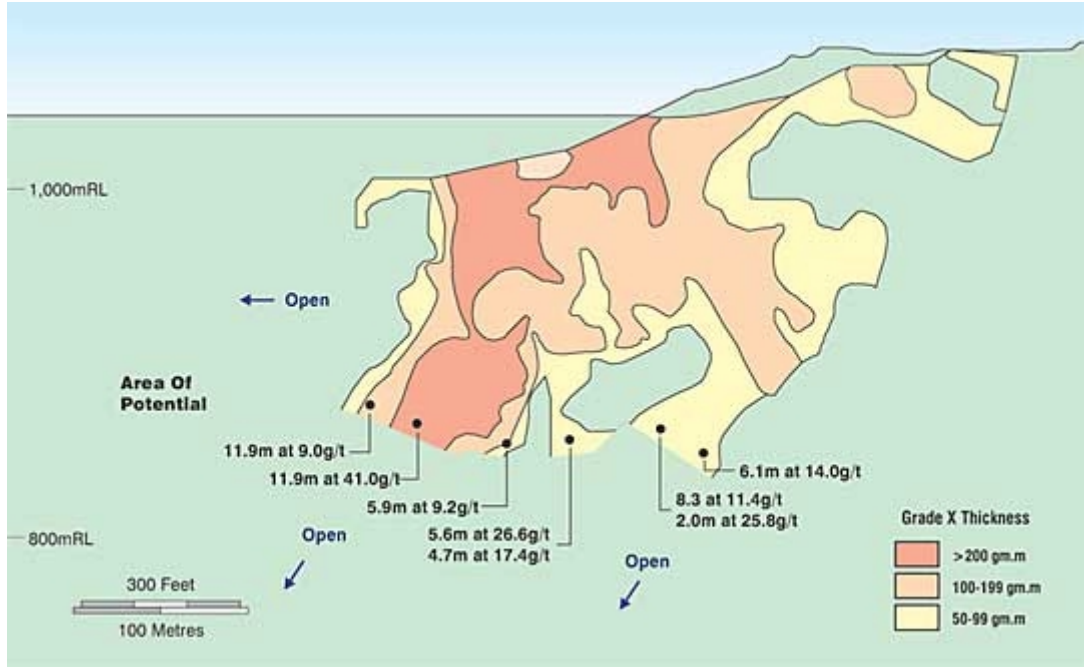 1,000mRL
Open
Area Of
Potential
11.9m at 9.0g/t
11.9m at 41.0g/t
5.9m at 9.2g/t
5.6m at 26.6g/t
4.7m at 17.4g/t
6.1m at 14.0g/t
8.3 at 11.4g/t
2.0m at 25.8g/t
800mRL
Open
Open
300 Feet
100 Metres
Grade X Thickness
>200 gm.m
100-199 gm.m
50-99 gm.m